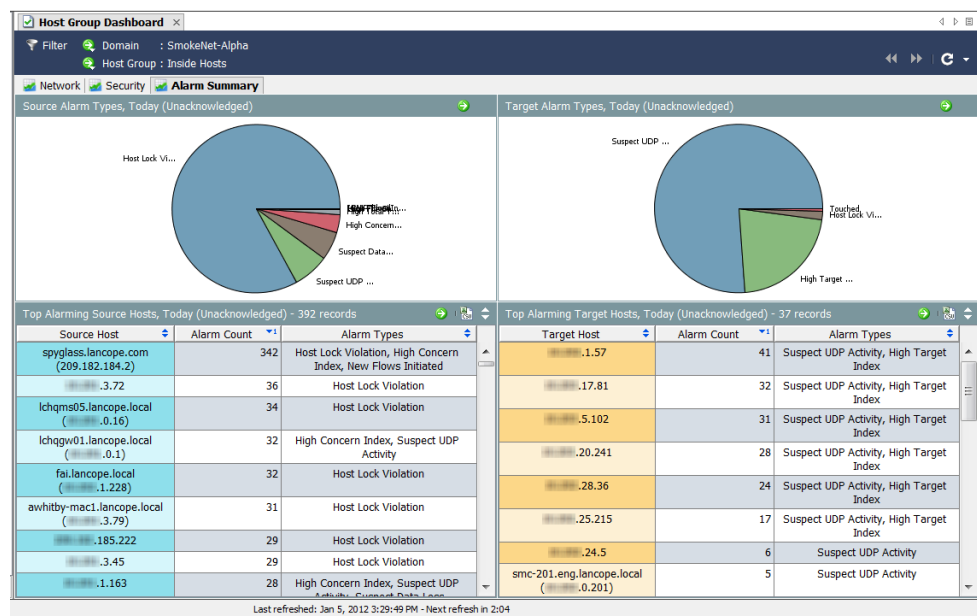 Host Group Dashboard
Filter Domain : SmokeNet-Alpha
Host Group : Inside Hosts
Network Security Alarm Summary
Source Alarm Types, Today (Unacknowledged)
Host Lock Vi...
High Total T...
High Concern...
Suspect Data...
Suspect UDP ...
Target Alarm Types, Today (Unacknowledged)
Suspect UDP ...
Touched
Host Lock Vi...
High Target ...
Top Alarming Source Hosts, Today (Unacknowledged) - 392 records
Source Host Alarm Count 1 Alarm Types
spyglass.lancope.com
(209.182.184.2)
342
Host Lock Violation, High Concern
Index, New Flows Initiated
.3.72 36 Host Lock Violation
lchqms05.lancope.local
( .0.16)
34 Host Lock Violation
lchqgw01.lancope.local
( .0.1)
32
High Concern Index, Suspect UDP
Activity
fai.lancope.local
( .1.228)
32 Host Lock Violation
awhitby-mac1.lancope.local
( .3.79)
31 Host Lock Violation
.185.222 29 Host Lock Violation
.3.45 29 Host Lock Violation
.1.163 28 High Concern Index, Suspect UDP
Activity, Suspect Data Loss
Top Alarming Target Hosts, Today (Unacknowledged) - 37 records
Target Host Alarm Count 1 Alarm Types
.1.57 41 Suspect UDP Activity, High Target
Index
.17.81 32 Suspect UDP Activity, High Target
Index
.5.102 31 Suspect UDP Activity, High Target
Index
.20.241 28 Suspect UDP Activity, High Target
Index
.28.36 24 Suspect UDP Activity, High Target
Index
.25.215 17 Suspect UDP Activity, High Target
Index
.24.5 6 Suspect UDP Activity
smc-201.eng.lancope.local
( .0.201)
5 Suspect UDP Activity
Last refreshed: Jan 5, 2012 3:29:49 PM - Next refresh in 2:04